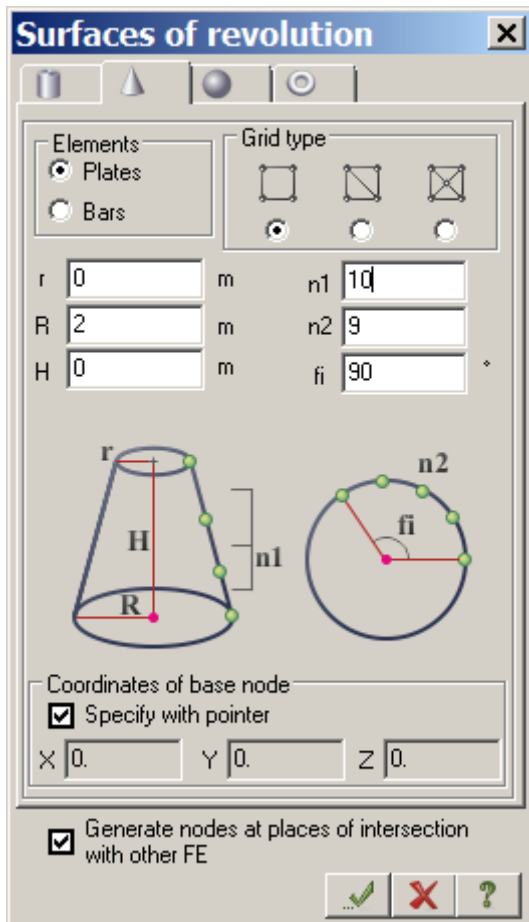 Surfaces of revolution
Elements
Plates
Bars
Grid type
r 0 m
n1 10
R 2 m
n2 9
H 0 m
fi 90 °
r
H
n1
R
n2
fi
Coordinates of base node
Specify with pointer
X 0. Y 0. Z 0.
Generate nodes at places of intersection
with other FE
?